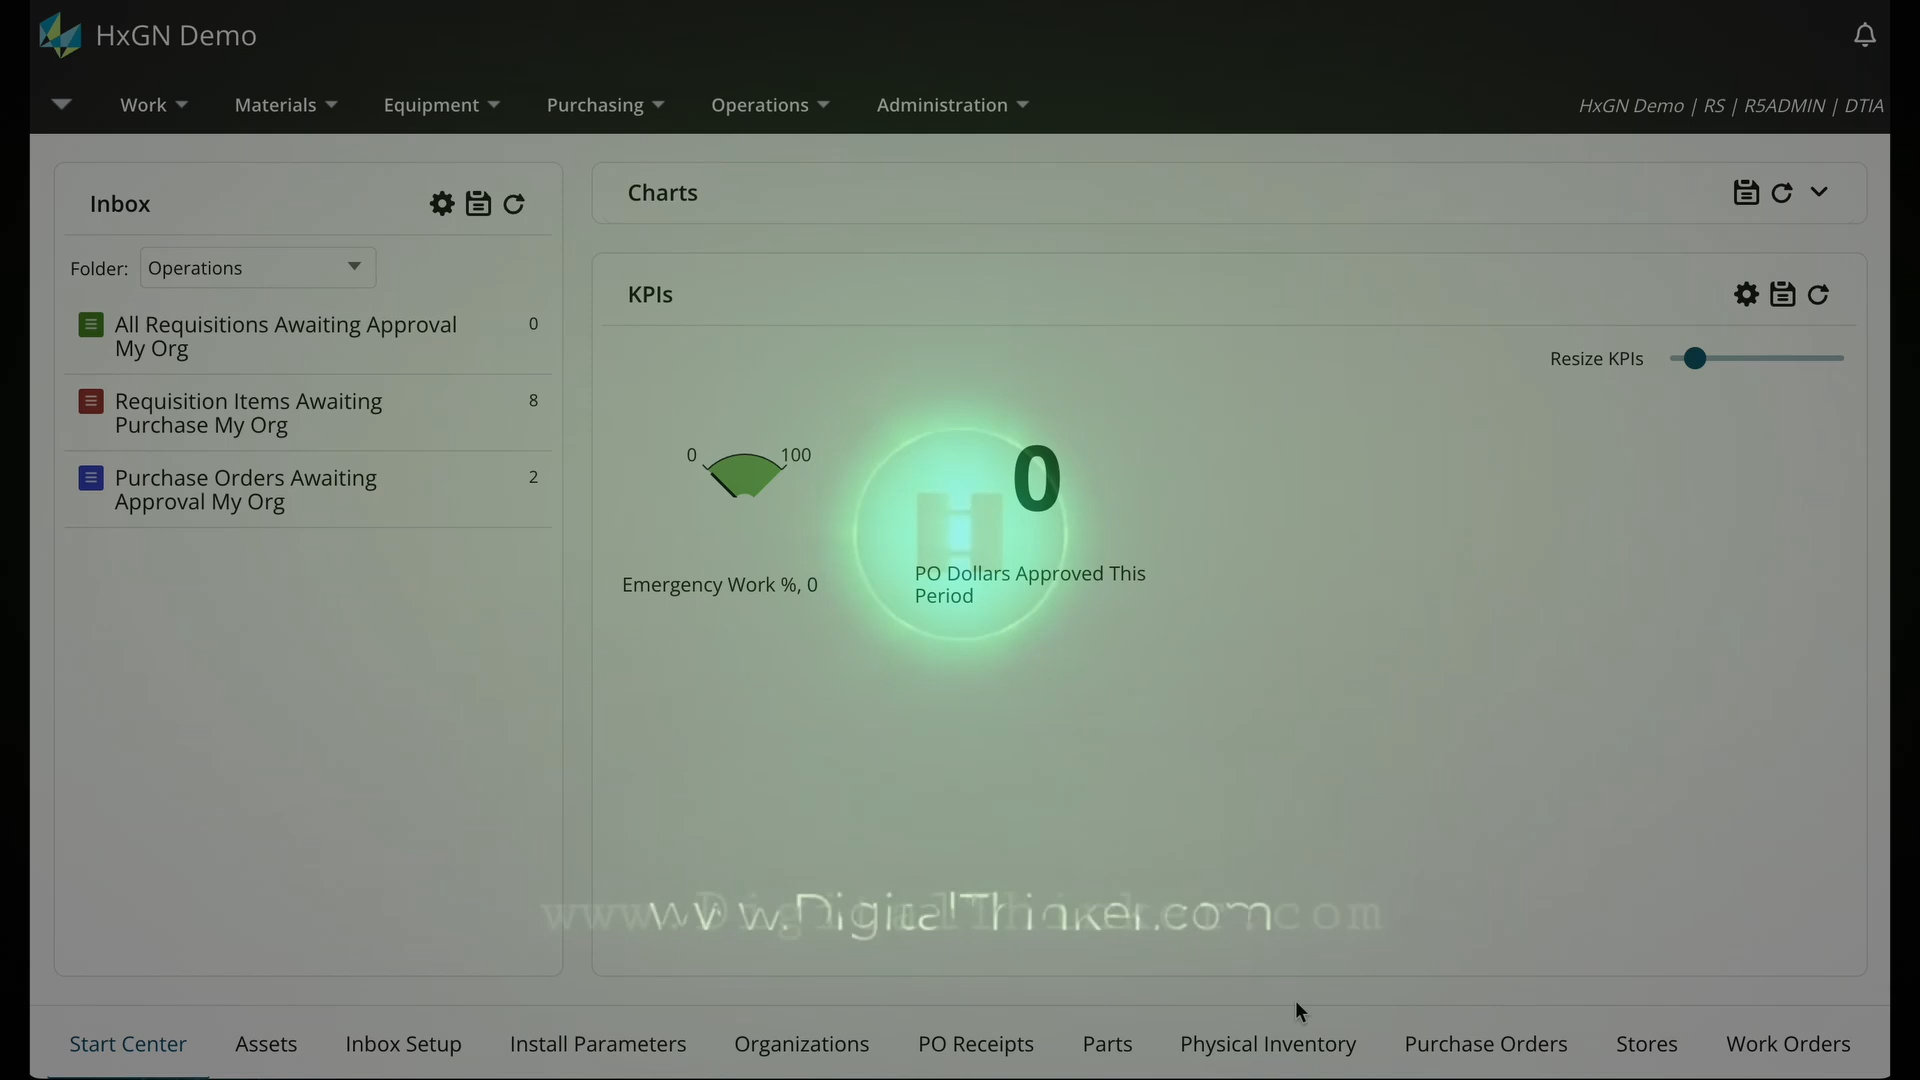 HxGN Demo
Work
Materials
Equipment
Purchasing
Operations
Administration
HxGN Demo | RS | R5ADMIN | DTIA
Inbox
Folder: Operations
All Requisitions Awaiting Approval
My Org
0
Requisition Items Awaiting
Purchase My Org
8
Purchase Orders Awaiting
Approval My Org
2
Charts
KPIs
Resize KPIs
0
100
Emergency Work %, 0
0
PO Dollars Approved This
Period
H
www.DigitalThinker.com
Start Center
Assets
Inbox Setup
Install Parameters
Organizations
PO Receipts
Parts
Physical Inventory
Purchase Orders
Stores
Work Orders